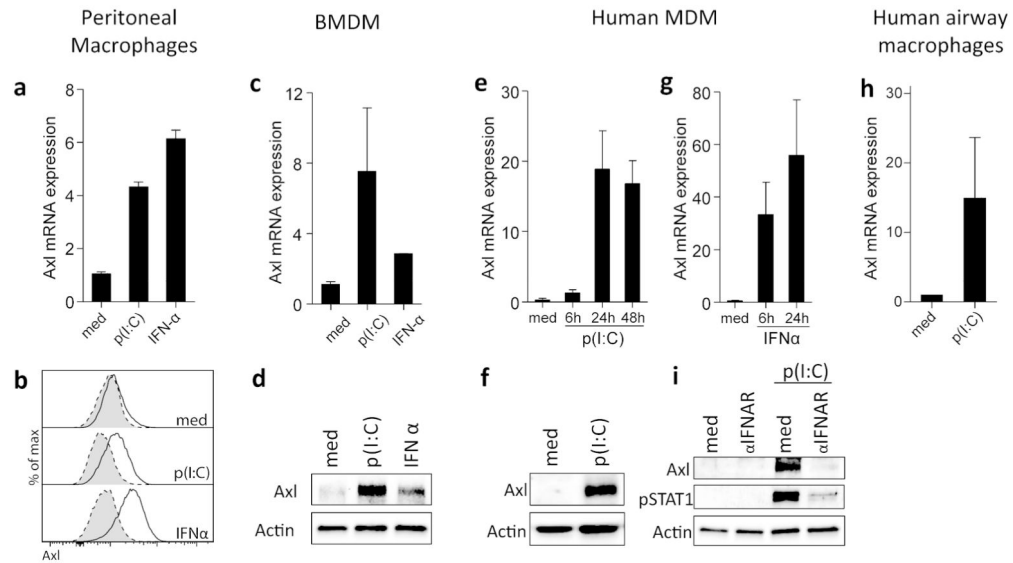 Peritoneal
Macrophages
BMDM
Human MDM
Human airway
macrophages
a
Axl mRNA expression
8
6
4
2
0
med
p(I:C)
IFN-α
c
Axl mRNA expression
12
8
4
0
med
p(I:C)
IFN-α
e
Axl mRNA expression
30
20
10
0
med 6h 24h 48h
p(I:C)
g
Axl mRNA expression
80
60
40
20
0
med 6h 24h
IFNα
h
Axl mRNA expression
30
20
10
0
med
p(I:C)
b
% of max
med
p(I:C)
IFNα
Axl
d
med
p(I:C)
IFN α
Axl
Actin
f
med
p(I:C)
Axl
Actin
i
p(I:C)
med
αIFNAR
med
αIFNAR
Axl
pSTAT1
Actin